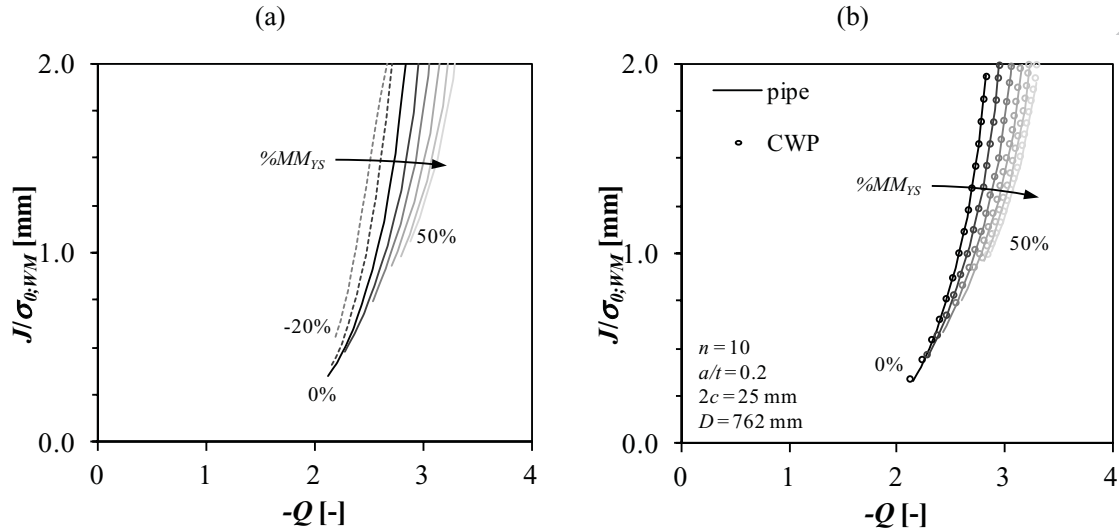 (a)
2.0
1.0
0.0
J/σ0;WM [mm]
%MMYS
50%
-20%
0%
0
1
2
3
4
-Q [-]
(b)
2.0
1.0
0.0
J/σ0;WM [mm]
pipe
CWP
%MMYS
50%
0%
n = 10
a/t = 0.2
2c = 25 mm
D = 762 mm
0
1
2
3
4
-Q [-]